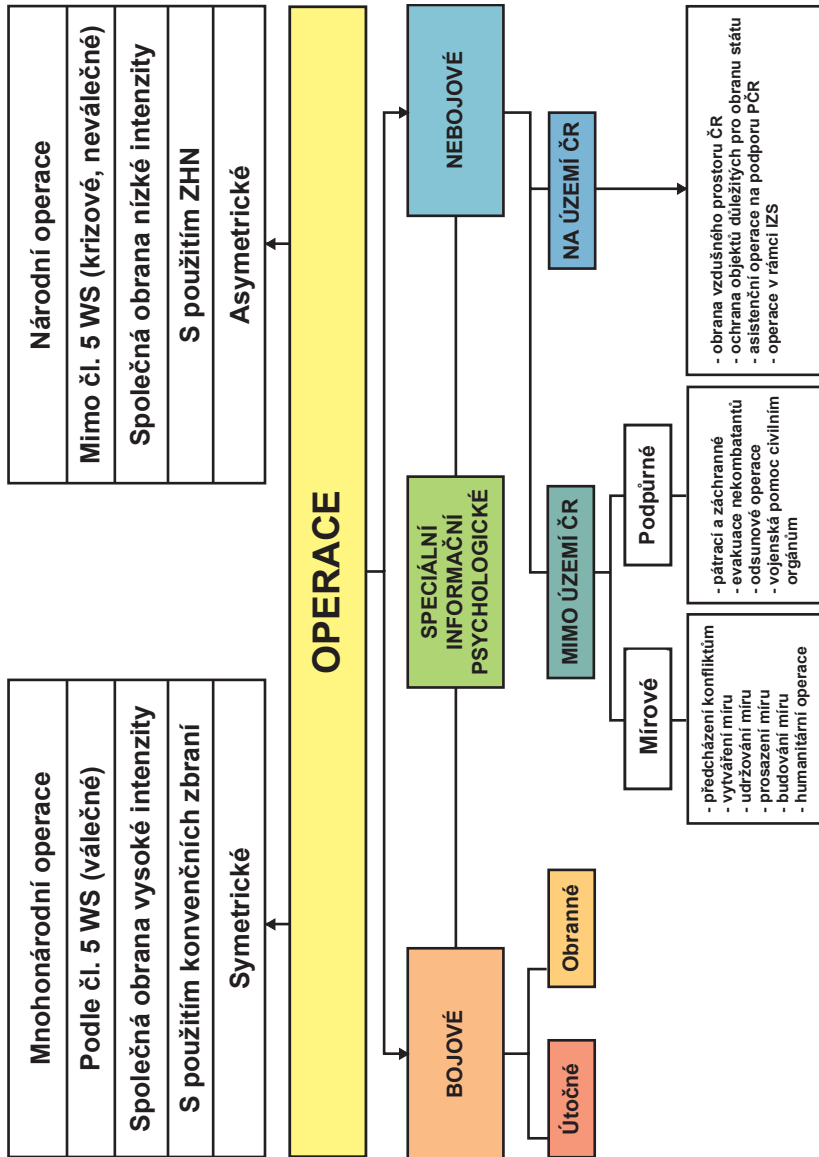 Mnohonárodní operace
Podle čl. 5 WS (válečné)
Společná obrana vysoké intenzity
S použitím konvenčních zbraní
Symetrické
Národní operace
Mimo čl. 5 WS (krizové, neválečné)
Společná obrana nízké intenzity
S použitím ZHN
Asymetrické
OPERACE
BOJOVÉ
SPECIÁLNÍ
INFORMAČNÍ
PSYCHOLOGICKÉ
NEBOJOVÉ
Útočné
Obranné
MIMO ÚZEMÍ ČR
NA ÚZEMÍ ČR
Mírové
Podpůrné
- předcházení konfliktům
- vytváření míru
- udržování míru
- prosazení míru
- budování míru
- humanitární operace
- pátrací a záchranné
- evakuace nekombatantů
- odsunové operace
- vojenská pomoc civilním
orgánům
- obrana vzdušného prostoru ČR
- ochrana objektů důležitých pro obranu státu
- asistenční operace na podporu PČR
- operace v rámci IZS